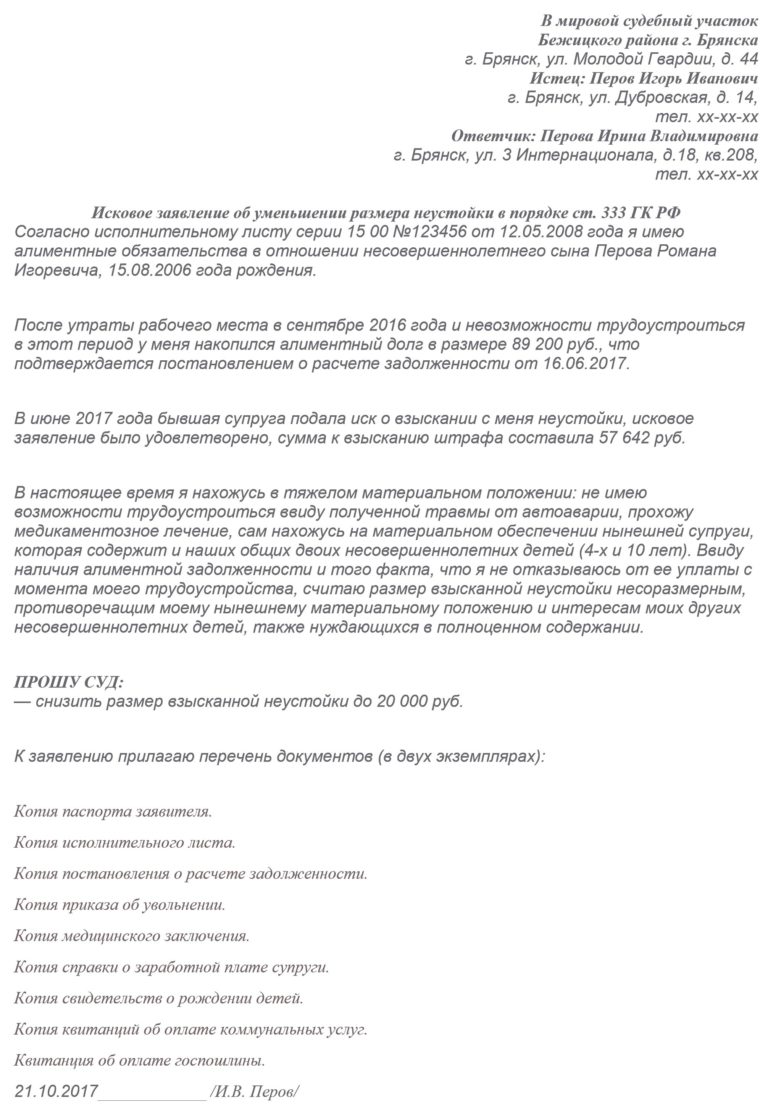 В мировой судебный участок
Бежицкого района г. Брянска
г. Брянск, ул. Молодой Гвардии, д. 44
Истец: Перов Игорь Иванович
г. Брянск, ул. Дубровская, д. 14,
тел. хх-хх-хх
Ответчик: Перова Ирина Владимировна
г. Брянск, ул. 3 Интернационала, д.18, кв.208,
тел. хх-хх-хх
Исковое заявление об уменьшении размера неустойки в порядке ст. 333 ГК РФ
Согласно исполнительному листу серии 15 00 №123456 от 12.05.2008 года я имею
алиментные обязательства в отношении несовершеннолетнего сына Перова Романа
Игоревича, 15.08.2006 года рождения.
После утраты рабочего места в сентябре 2016 года и невозможности трудоустроиться
в этот период у меня накопился алиментный долг в размере 89 200 руб., что
подтверждается постановлением о расчете задолженности от 16.06.2017.
В июне 2017 года бывшая супруга подала иск о взыскании с меня неустойки, исковое
заявление было удовлетворено, сумма к взысканию штрафа составила 57 642 руб.
В настоящее время я нахожусь в тяжелом материальном положении: не имею
возможности трудоустроиться ввиду полученной травмы от автоаварии, прохожу
медикаментозное лечение, сам нахожусь на материальном обеспечении нынешней супруги,
которая содержит и наших общих двоих несовершеннолетних детей (4-х и 10 лет). Ввиду
наличия алиментной задолженности и того факта, что я не отказываюсь от ее уплаты с
момента моего трудоустройства, считаю размер взысканной неустойки несоразмерным,
противоречащим моему нынешнему материальному положению и интересам моих других
несовершеннолетних детей, также нуждающихся в полноценном содержании.
ПРОШУ СУД:
— снизить размер взысканной неустойки до 20 000 руб.
К заявлению прилагаю перечень документов (в двух экземплярах):
Копия паспорта заявителя.
Копия исполнительного листа.
Копия постановления о расчете задолженности.
Копия приказа об увольнении.
Копия медицинского заключения.
Копия справки о заработной плате супруги.
Копия свидетельств о рождении детей.
Копия квитанций об оплате коммунальных услуг.
Квитанция об оплате госпошлины.
21.10.2017____________ /И.В. Перов/